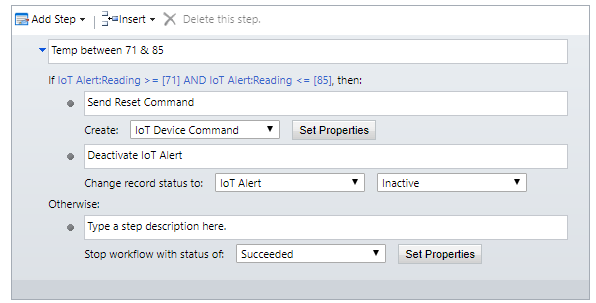 Add Step Insert Delete this step.
Temp between 71 & 85
If IoT Alert:Reading >= [71] AND IoT Alert:Reading <= [85], then:
Send Reset Command
Create: IoT Device Command Set Properties
Deactivate IoT Alert
Change record status to: IoT Alert Inactive
Otherwise:
Type a step description here.
Stop workflow with status of: Succeeded Set Properties